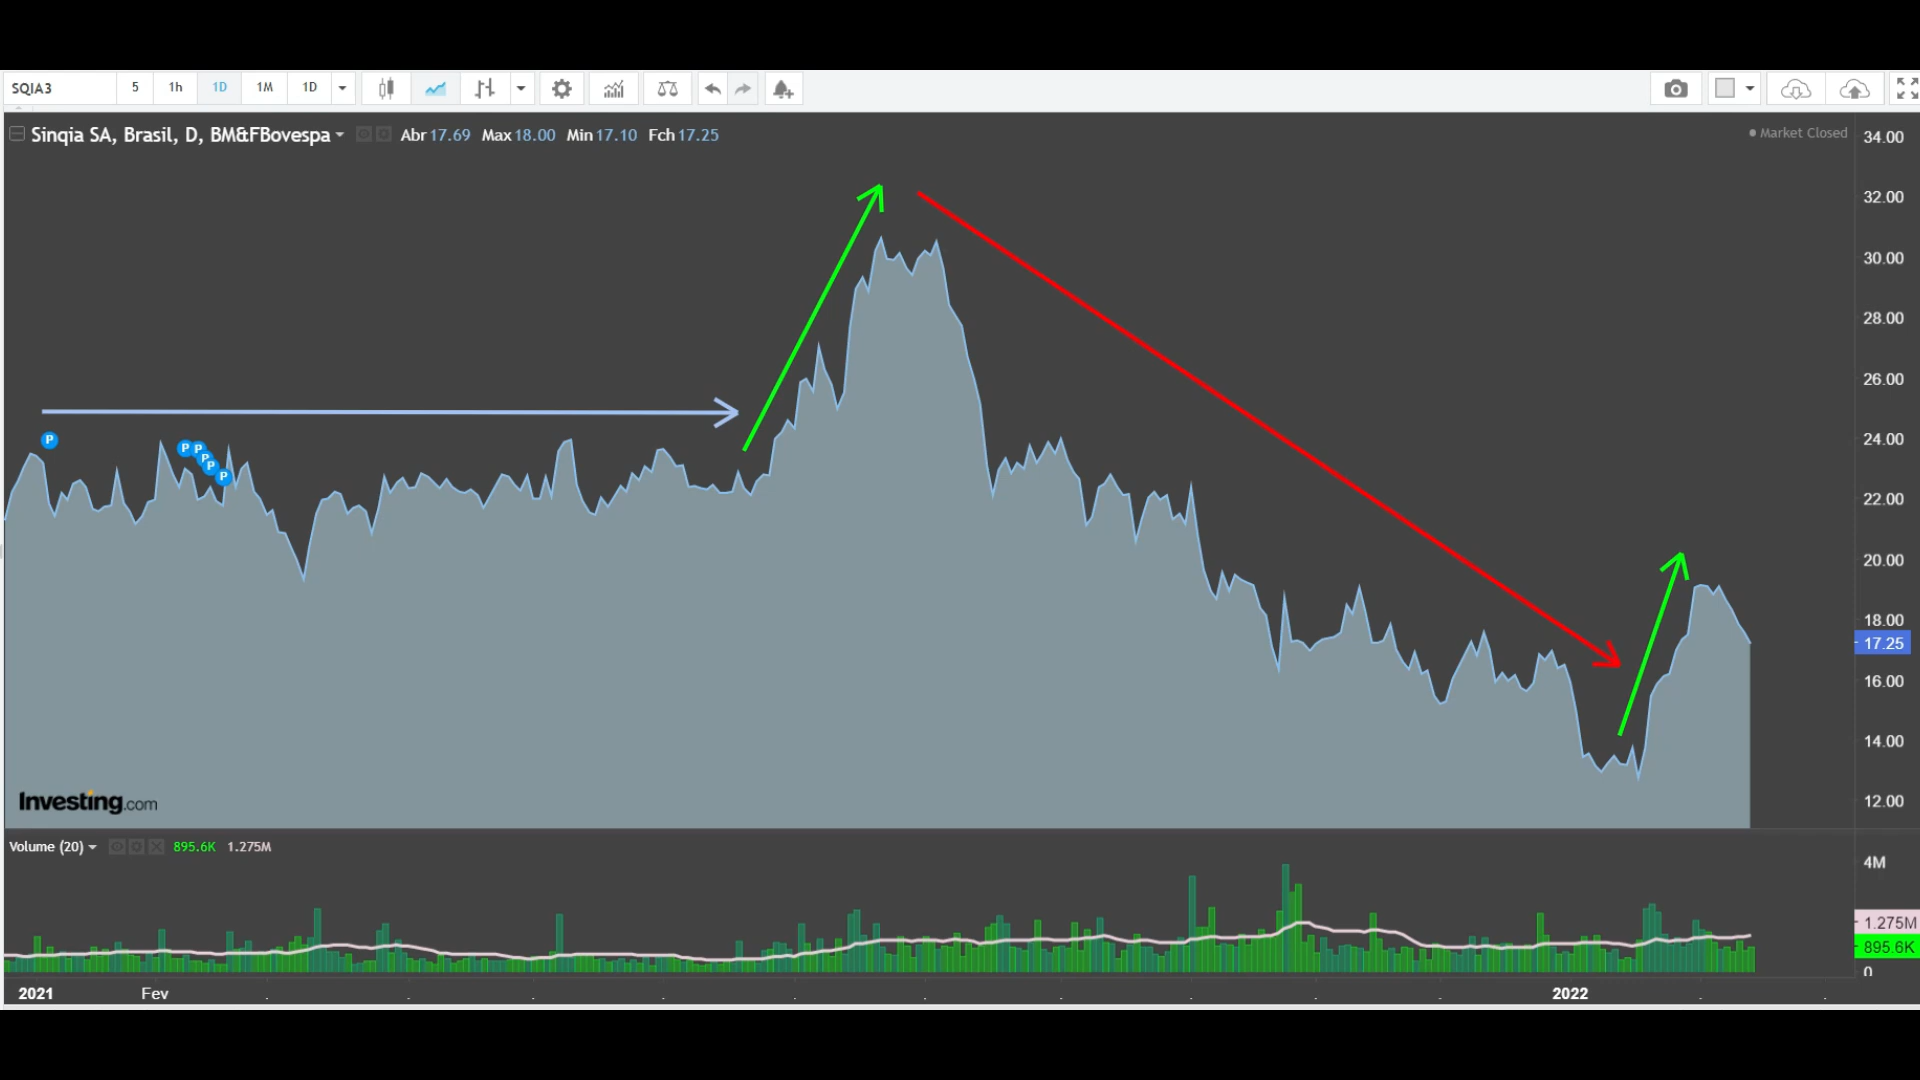 SQIA3 5 1h 1D 1M 1D
Sinqia SA, Brasil, D, BM&FBovespa Abr 17.69 Max 18.00 Min 17.10 Fch 17.25
Market Closed
34.00
32.00
30.00
28.00
26.00
24.00
22.00
20.00
18.00
17.25
16.00
14.00
12.00
P
P P
P
P
P
Investing.com
Volume (20) 895.6K 1.275M
4M
1.275M
895.6K
0
2021 Fev 2022